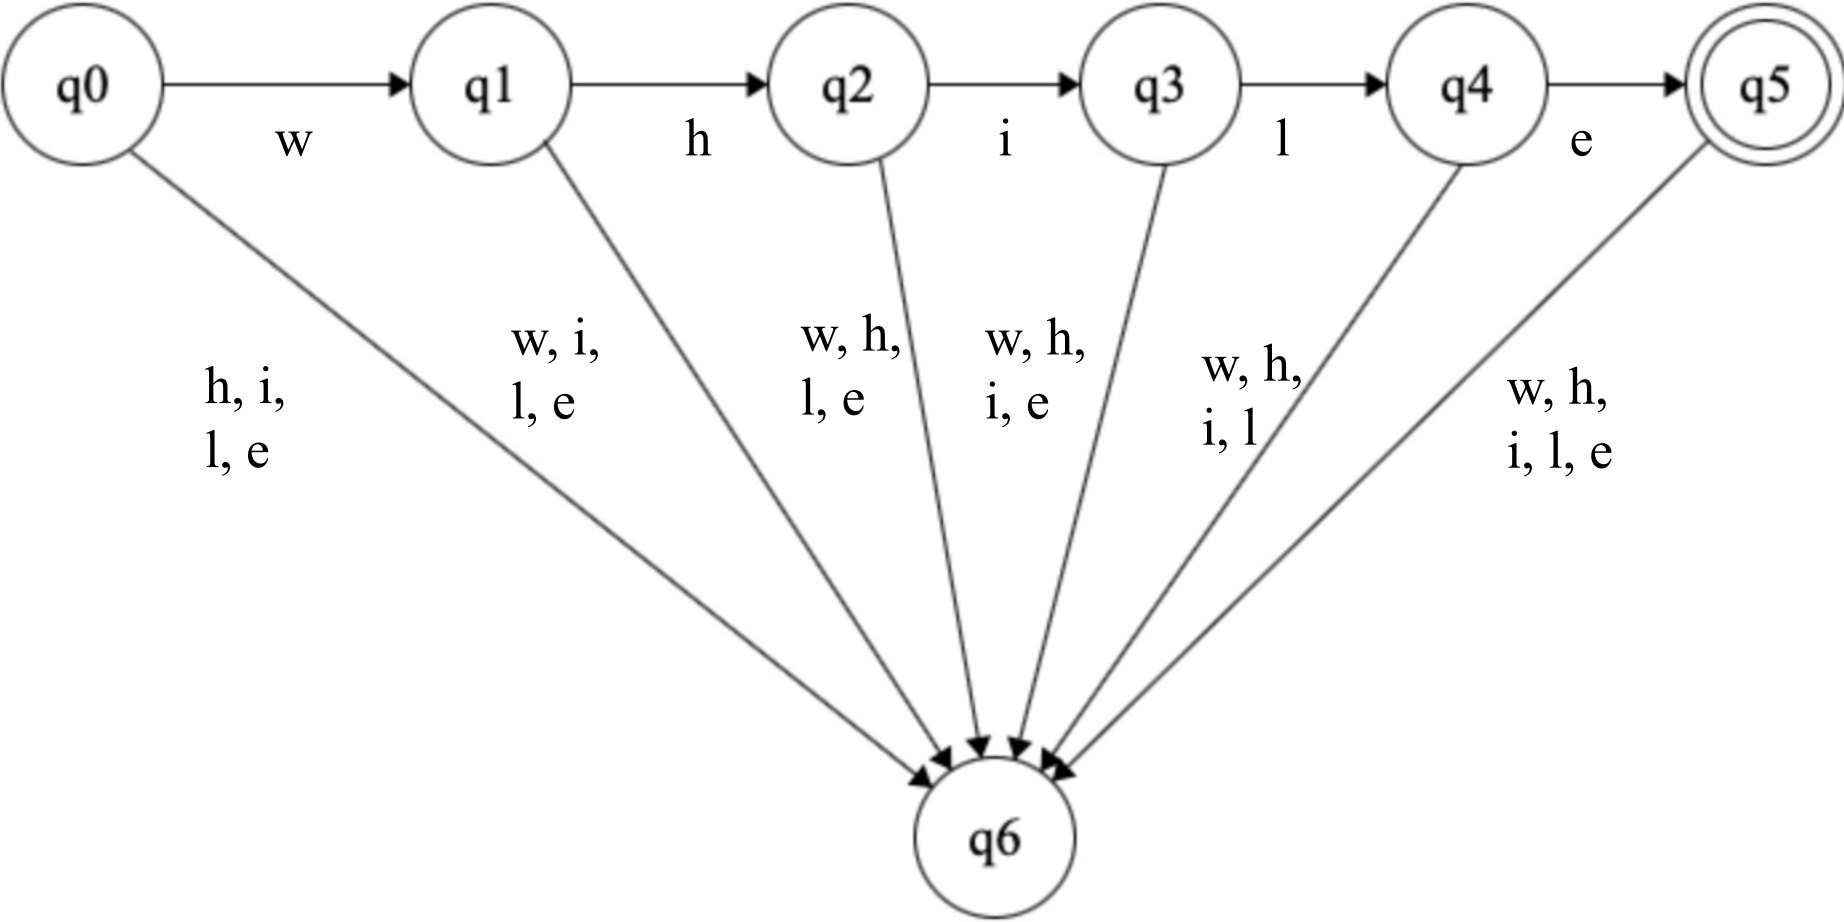 q0
q1
q2
q3
q4
q5
w
h
i
l
e
h, i,
l, e
w, i,
l, e
w, h,
l, e
w, h,
i, e
w, h,
i, l
w, h,
i, l, e
q6